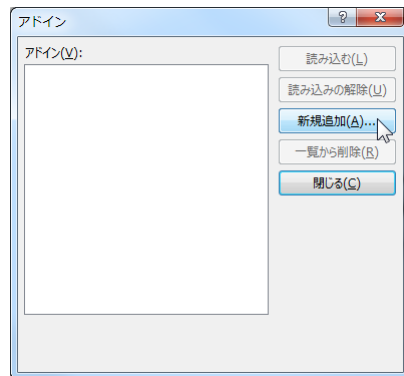 アドイン
アドイン(V):
読み込む(L)
読み込みの解除(U)
新規追加(A)...
一覧から削除(R)
閉じる(C)